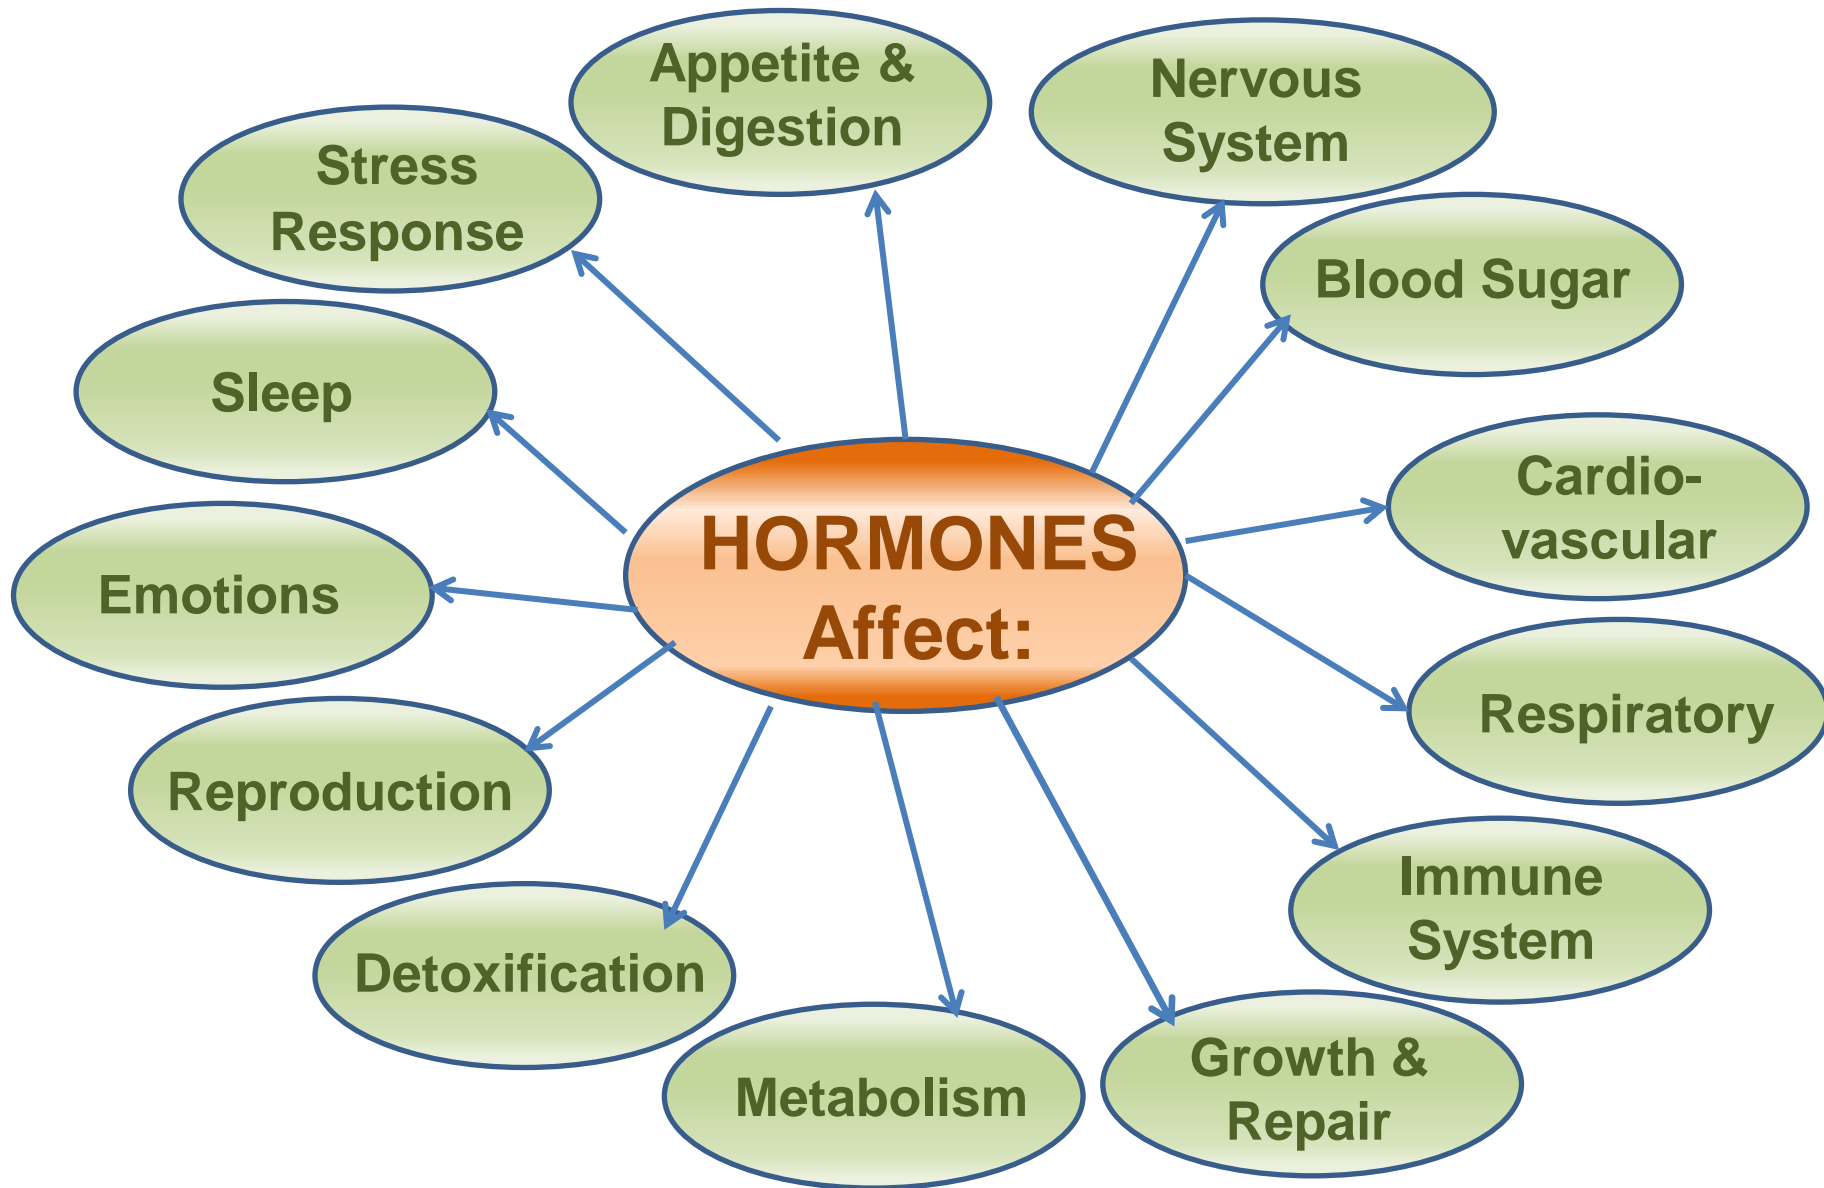 HORMONES
Affect:
Appetite &
Digestion
Nervous
System
Blood Sugar
Cardio-
vascular
Respiratory
Immune
System
Growth &
Repair
Metabolism
Detoxification
Reproduction
Emotions
Sleep
Stress
Response